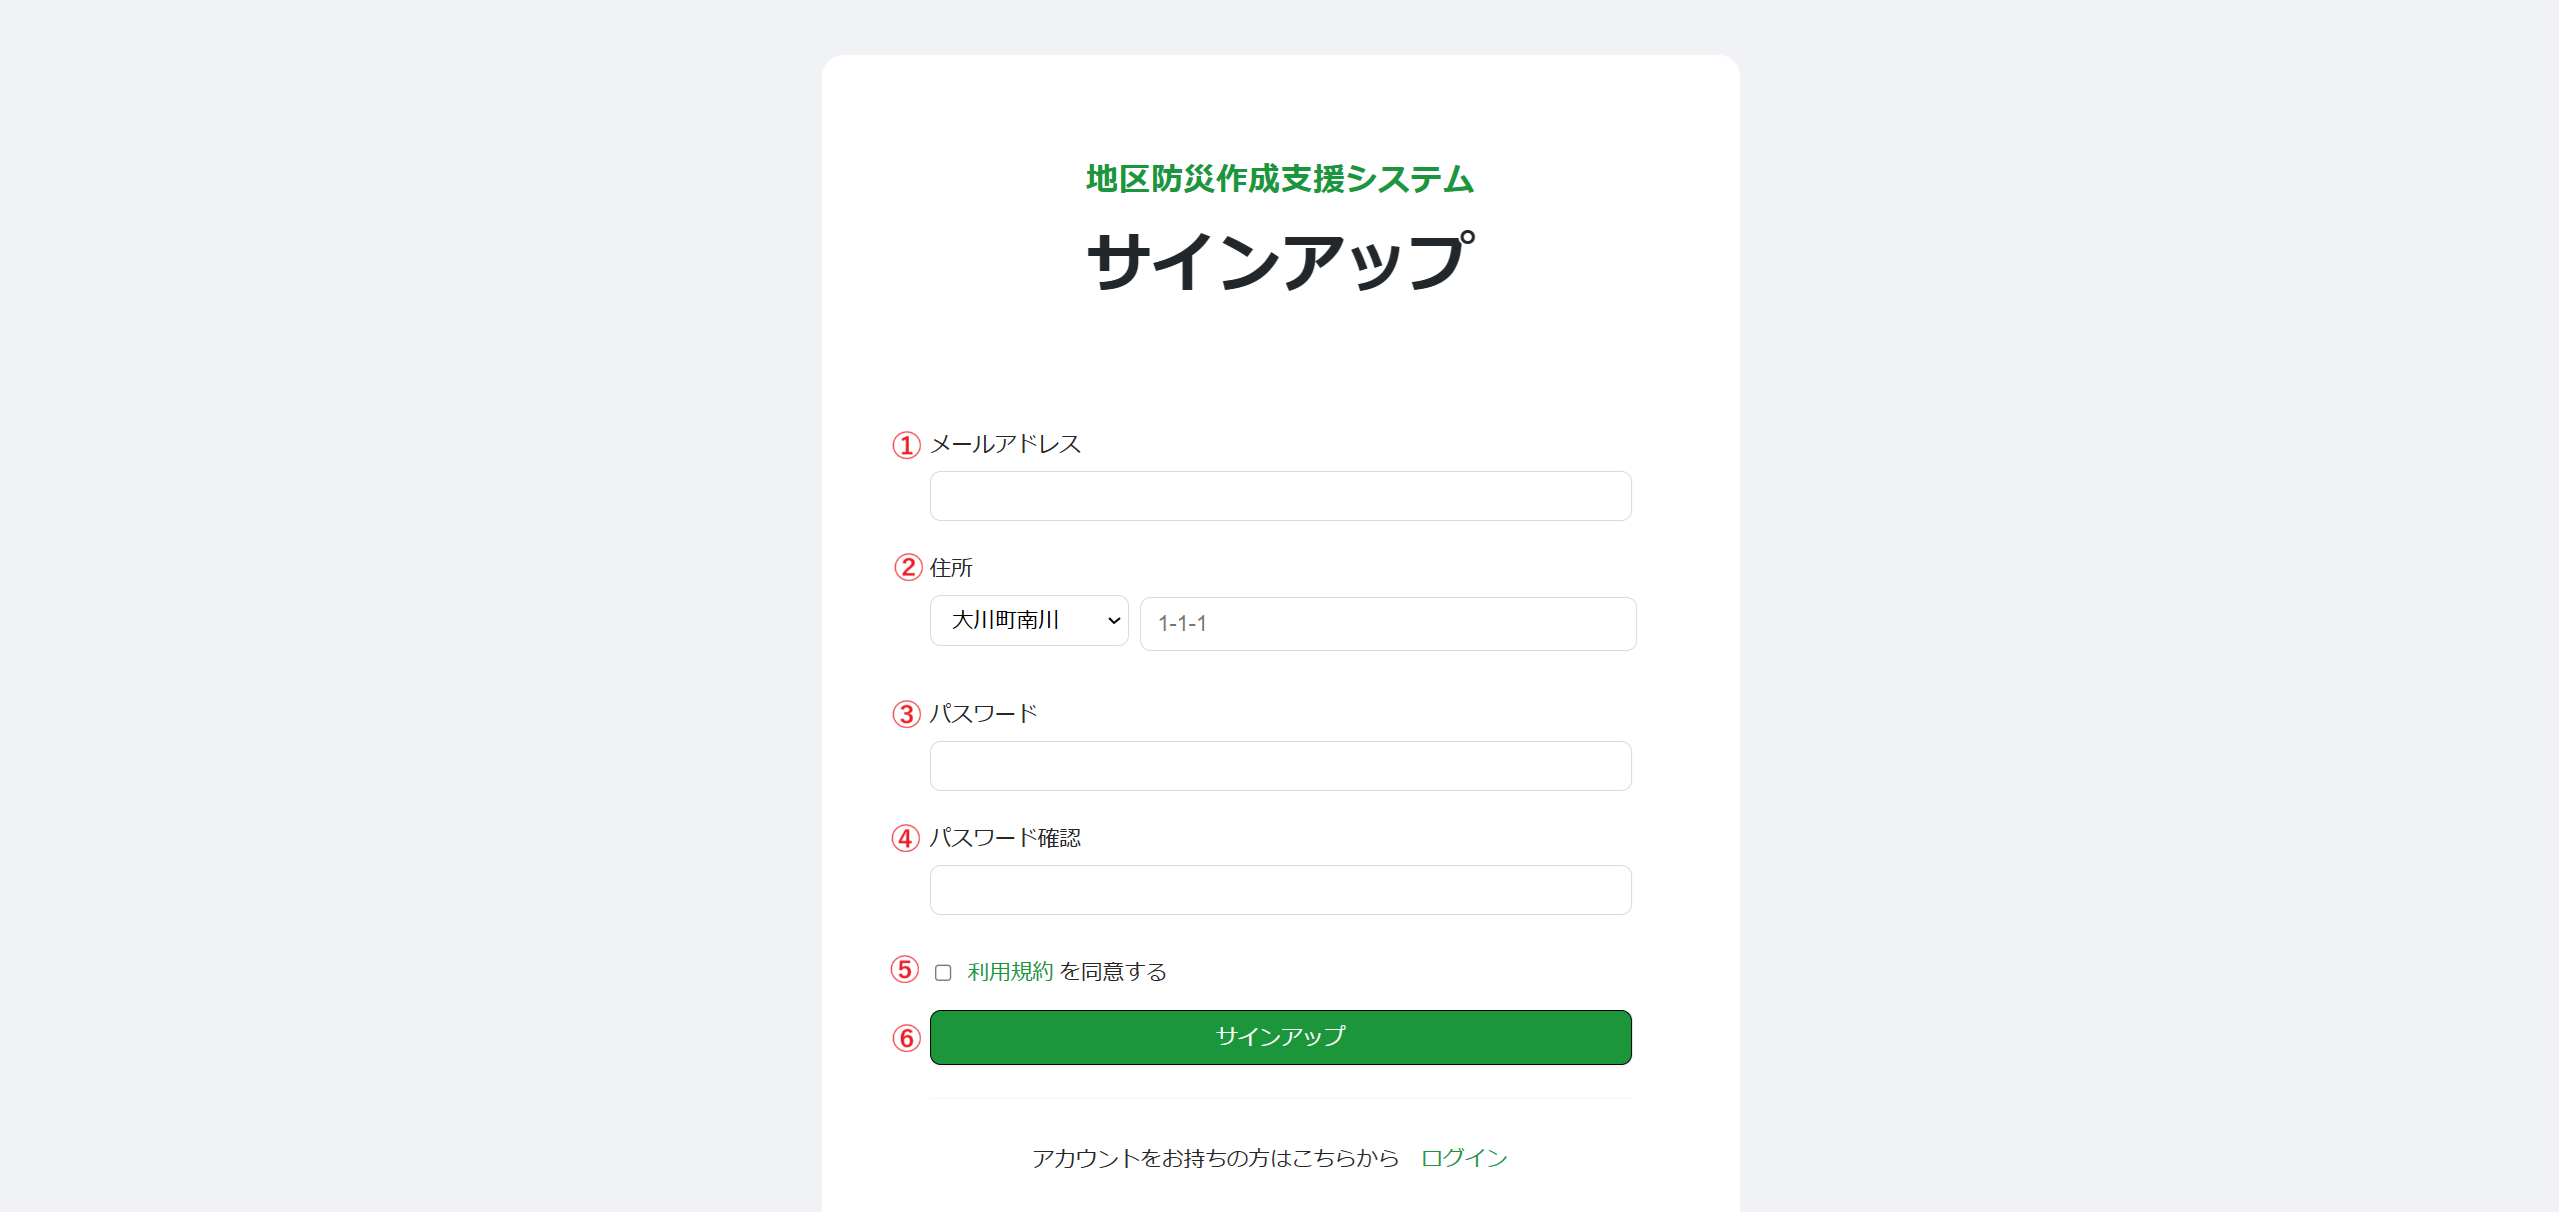 地区防災作成支援システム
サインアップ
① メールアドレス
② 住所
大川町南川 1-1-1
③ パスワード
④ パスワード確認
⑤ 利用規約 を同意する
⑥ サインアップ
アカウントをお持ちの方はこちらから ログイン